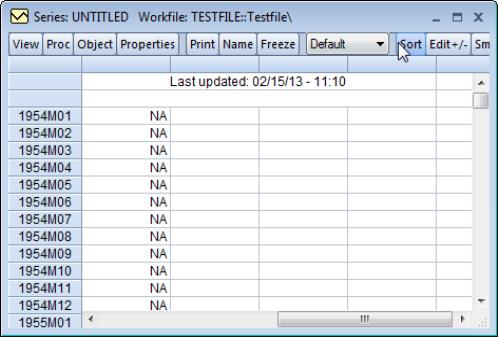 Series: UNTITLED Workfile: TESTFILE::Testfile\
View Proc Object Properties Print Name Freeze Default Sort Edit+/- Sm
Last updated: 02/15/13 - 11:10
1954M01 NA
1954M02 NA
1954M03 NA
1954M04 NA
1954M05 NA
1954M06 NA
1954M07 NA
1954M08 NA
1954M09 NA
1954M10 NA
1954M11 NA
1954M12 NA
1955M01